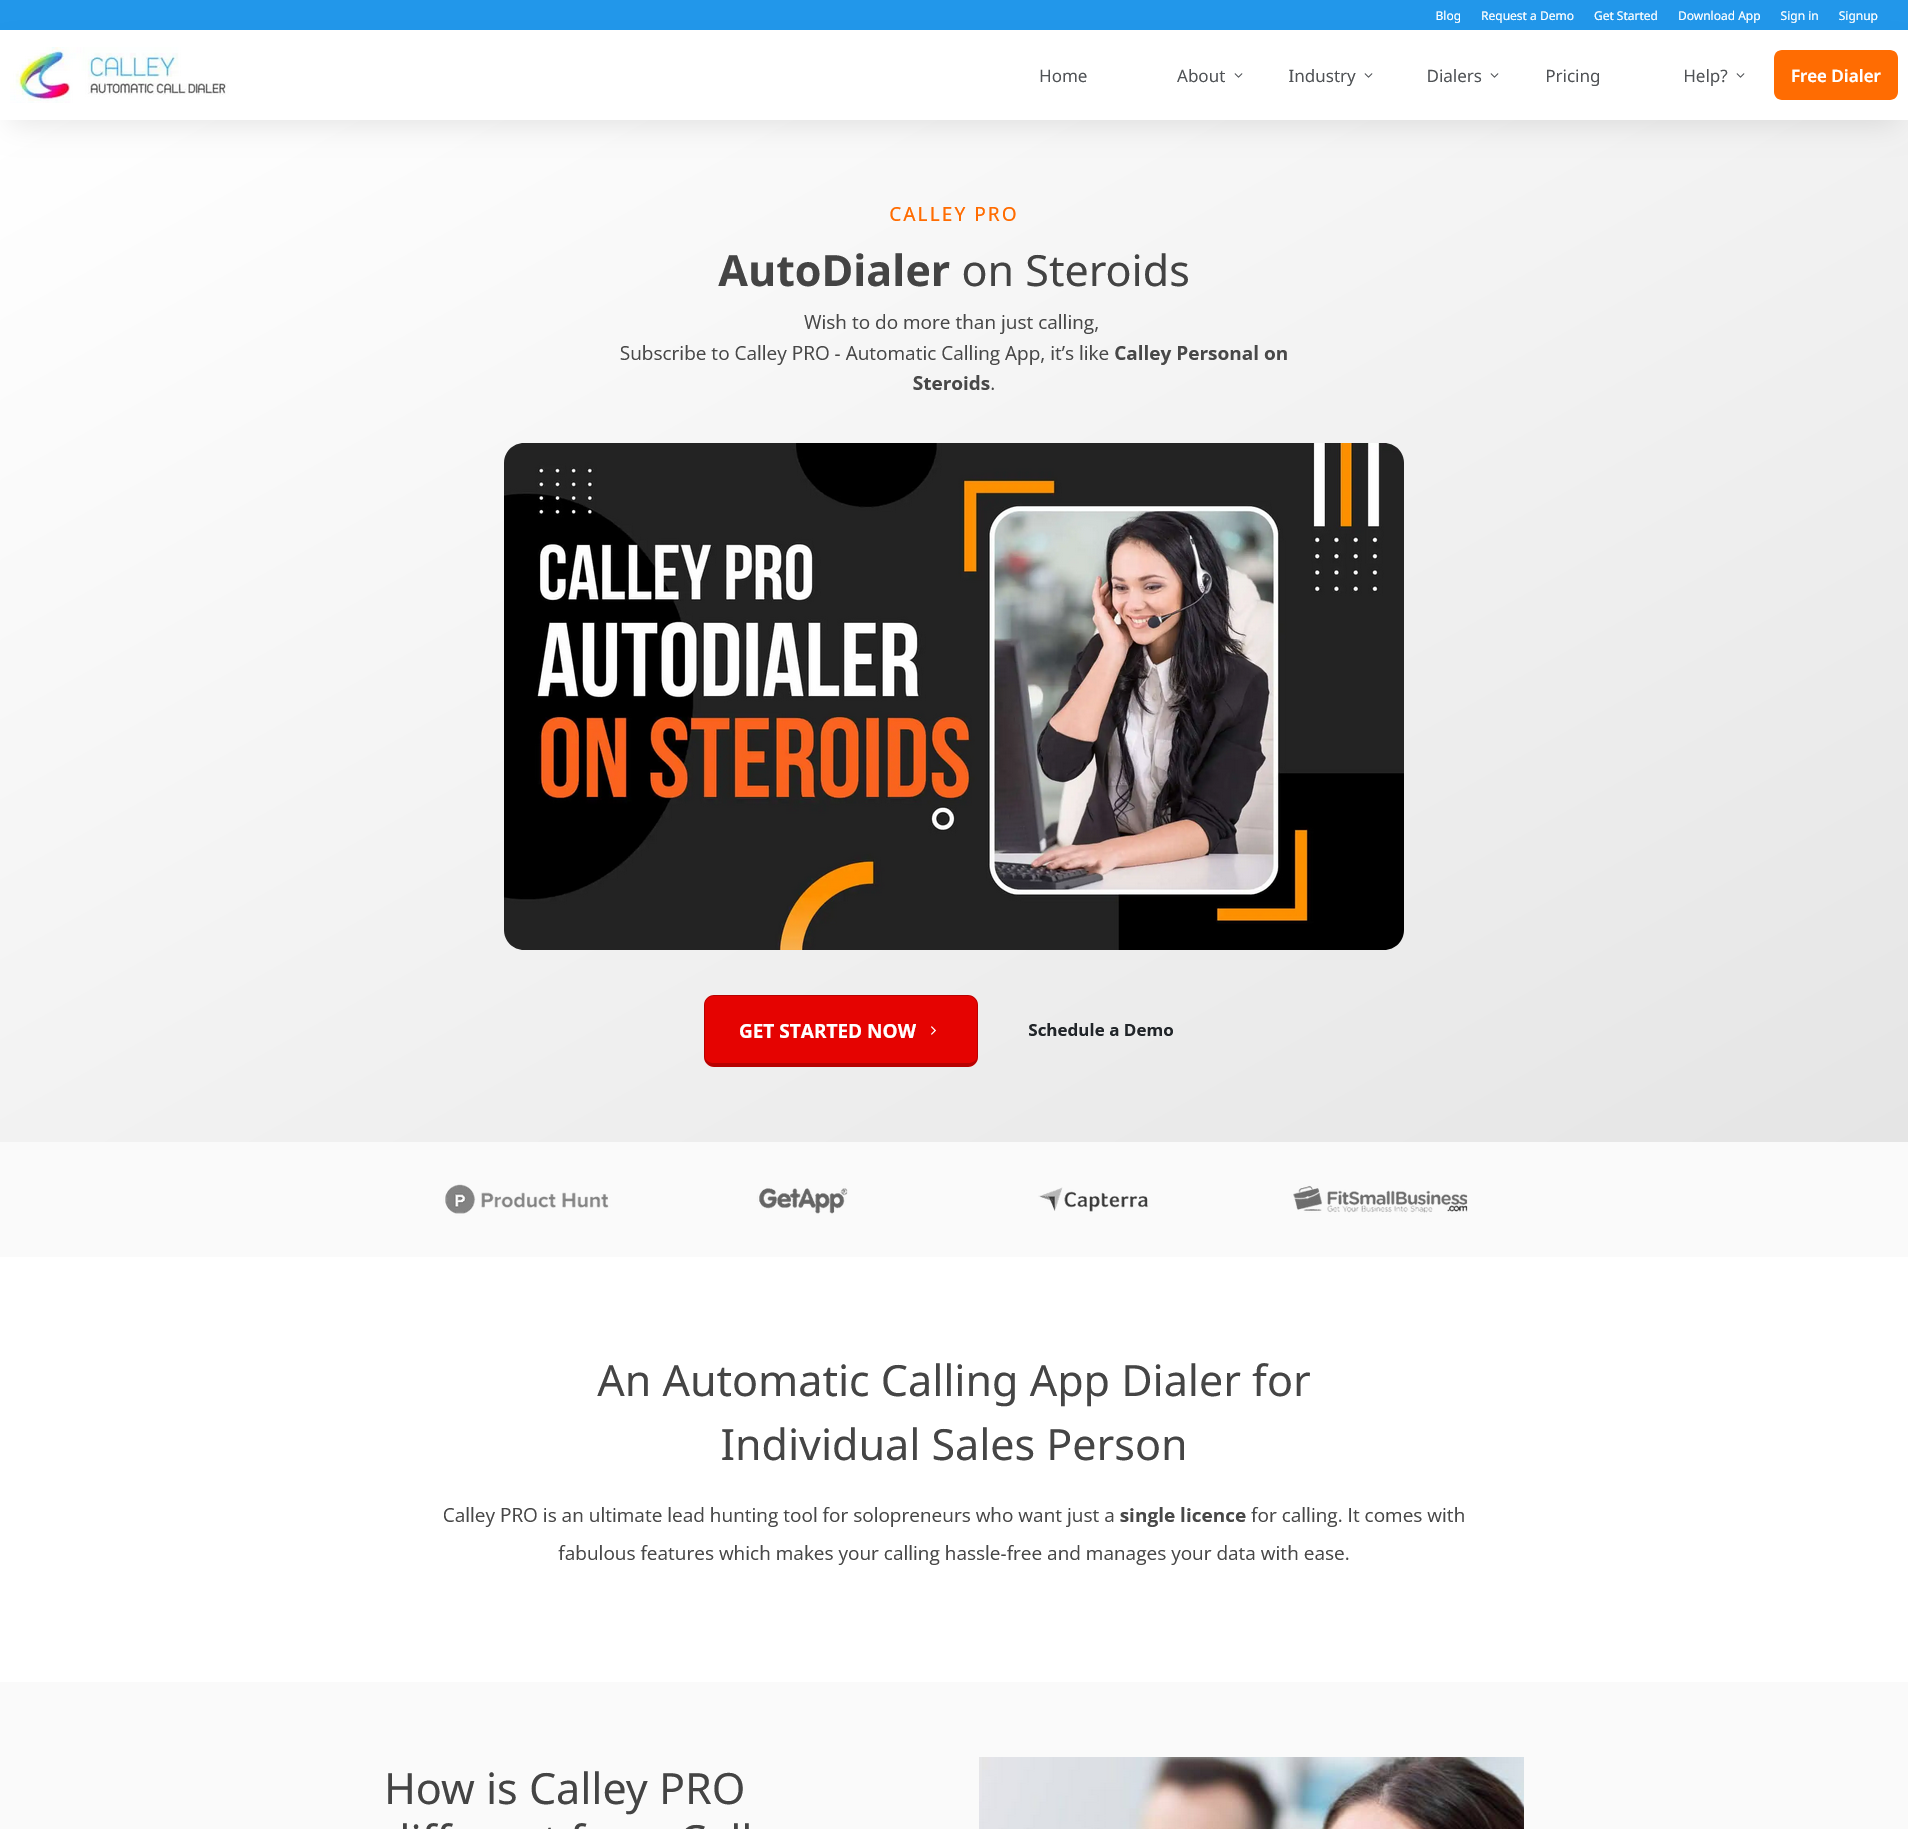 Blog Request a Demo Get Started Download App Sign in Signup
CALLEY
AUTOMATIC CALL DIALER
Home About Industry Dialers Pricing Help? Free Dialer
CALLEY PRO
AutoDialer on Steroids
Wish to do more than just calling,
Subscribe to Calley PRO - Automatic Calling App, it’s like Calley Personal on
Steroids.
CALLEY PRO
AUTODIALER
ON STEROIDS
GET STARTED NOW
Schedule a Demo
P Product Hunt
GetApp®
Capterra
FitSmallBusiness
Get Your Business Into Shape .com
An Automatic Calling App Dialer for
Individual Sales Person
Calley PRO is an ultimate lead hunting tool for solopreneurs who want just a single licence for calling. It comes with
fabulous features which makes your calling hassle-free and manages your data with ease.
How is Calley PRO